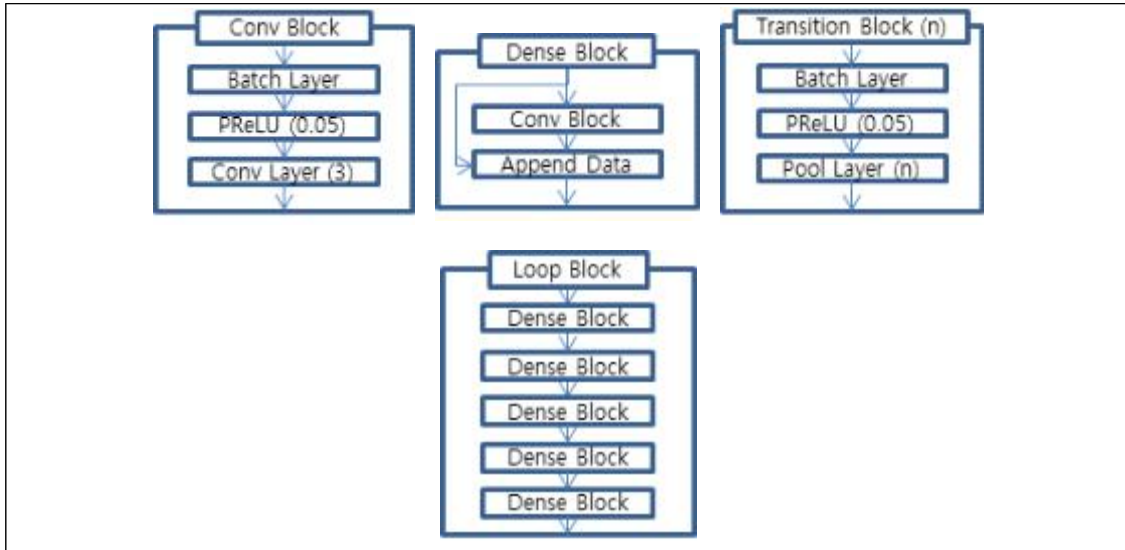 Conv Block
Batch Layer
PReLU (0.05)
Conv Layer (3)
Dense Block
Conv Block
Append Data
Transition Block (n)
Batch Layer
PReLU (0.05)
Pool Layer (n)
Loop Block
Dense Block
Dense Block
Dense Block
Dense Block
Dense Block